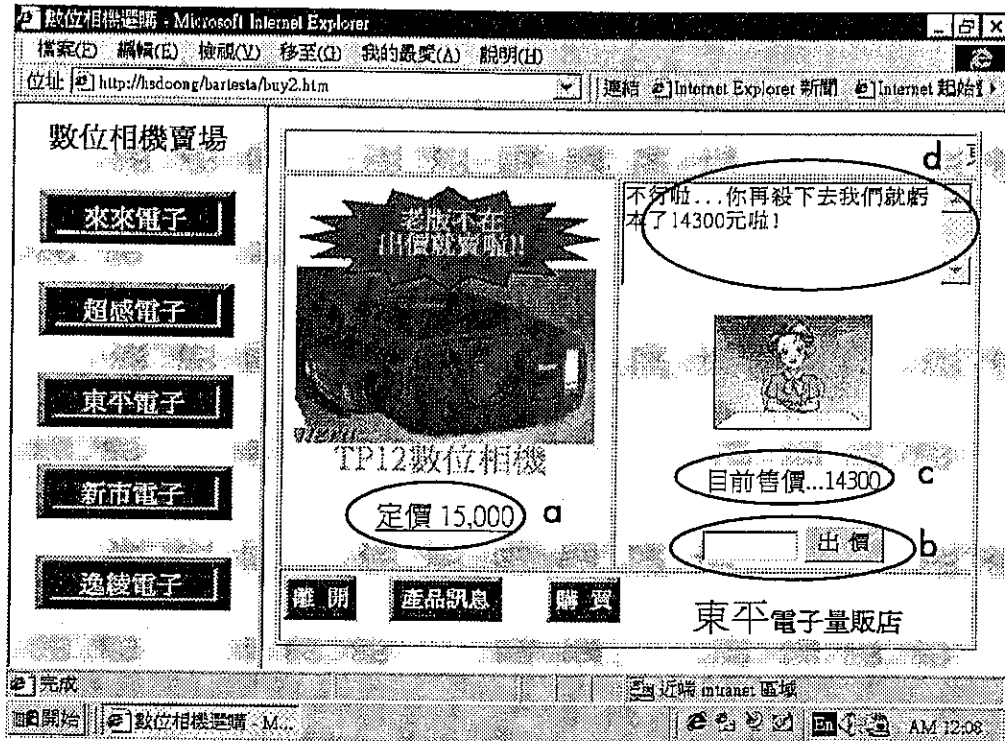 數位相機選購 - Microsoft Internet Explorer
檔案(F) 編輯(E) 檢視(V) 移至(G) 我的最愛(A) 說明(H)
位址 http://hsdoong/bartesta/buy2.htm
連結 Internet Explorer 新聞 Internet 起始
數位相機賣場
來來電子
超感電子
東平電子
新市電子
逸綾電子
老版不在
出價就賣啦!!
TP12數位相機
定價 15,000
a
離開
產品訊息
購買
d
不行啦...你再殺下去我們就虧
本了14300元啦!
目前售價...14300
c
出價
b
東平電子量販店
完成
近端 intranet 區域
開始
數位相機選購 - M...
En
AM 12:08